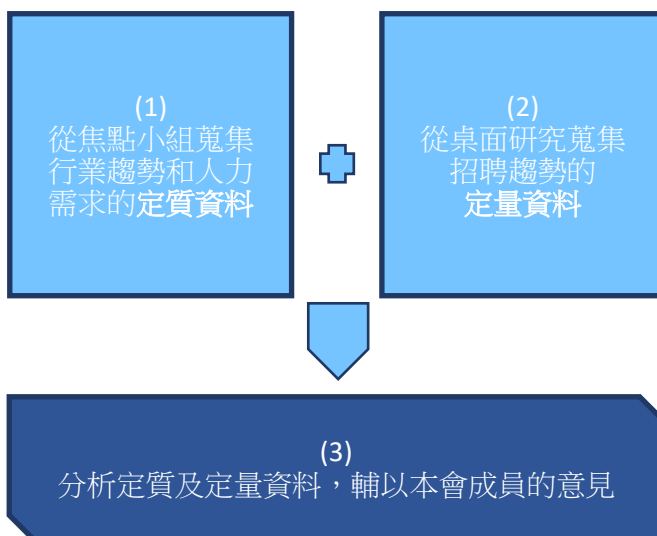 (1)
從焦點小組蒐集
行業趨勢和人力
需求的定質資料
(2)
從桌面研究蒐集
招聘趨勢的
定量資料
(3)
分析定質及定量資料，輔以本會成員的意見